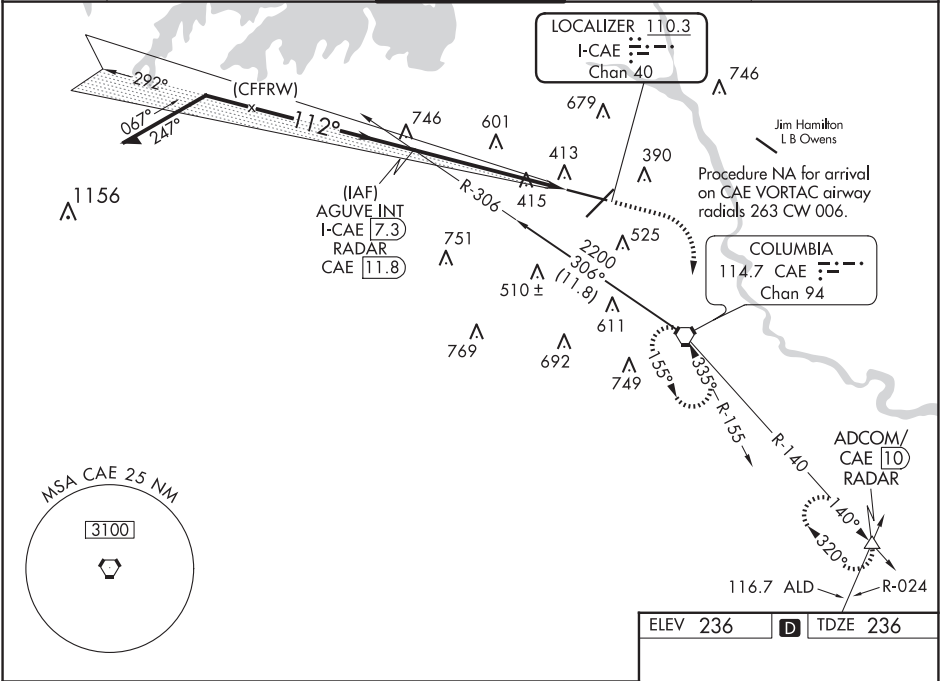 LOCALIZER 110.3
I-CAE
Chan 40
746
292°
(CFFRW)
067°
247°
112°
746
601
679
413
390
Jim Hamilton
L B Owens
Procedure NA for arrival
on CAE VORTAC airway
radials 263 CW 006.
1156
(IAF)
AGUVE INT
I-CAE 7.3
RADAR
CAE 11.8
R-306
415
751
525
2200
306°
(11.8)
510 ±
611
COLUMBIA
114.7 CAE
Chan 94
769
692
749
155°
335°
R-155
R-140
ADCOM/
CAE 10
RADAR
140°
320°
MSA CAE 25 NM
3100
116.7 ALD
R-024
ELEV 236
D
TDZE 236